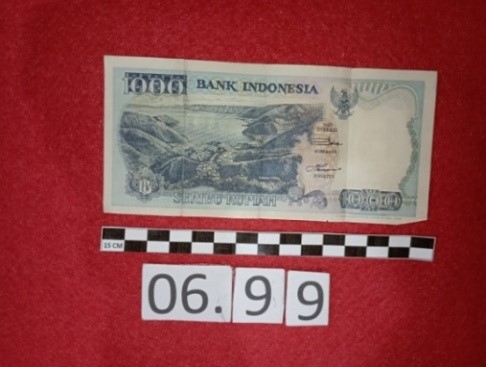 1000 BANK INDONESIA
SERIBU RUPIAH
1000
15 CM
06.99